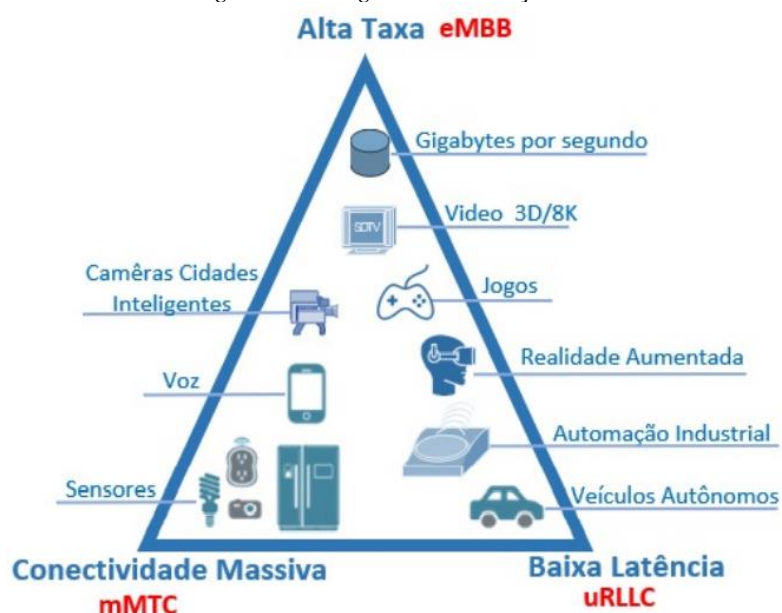 Alta Taxa eMBB
Gigabytes por segundo
SDTV
Video 3D/8K
Camêras Cidades
Inteligentes
Jogos
Realidade Aumentada
Voz
Automação Industrial
Sensores
Veículos Autônomos
Conectividade Massiva
mMTC
Baixa Latência
uRLLC